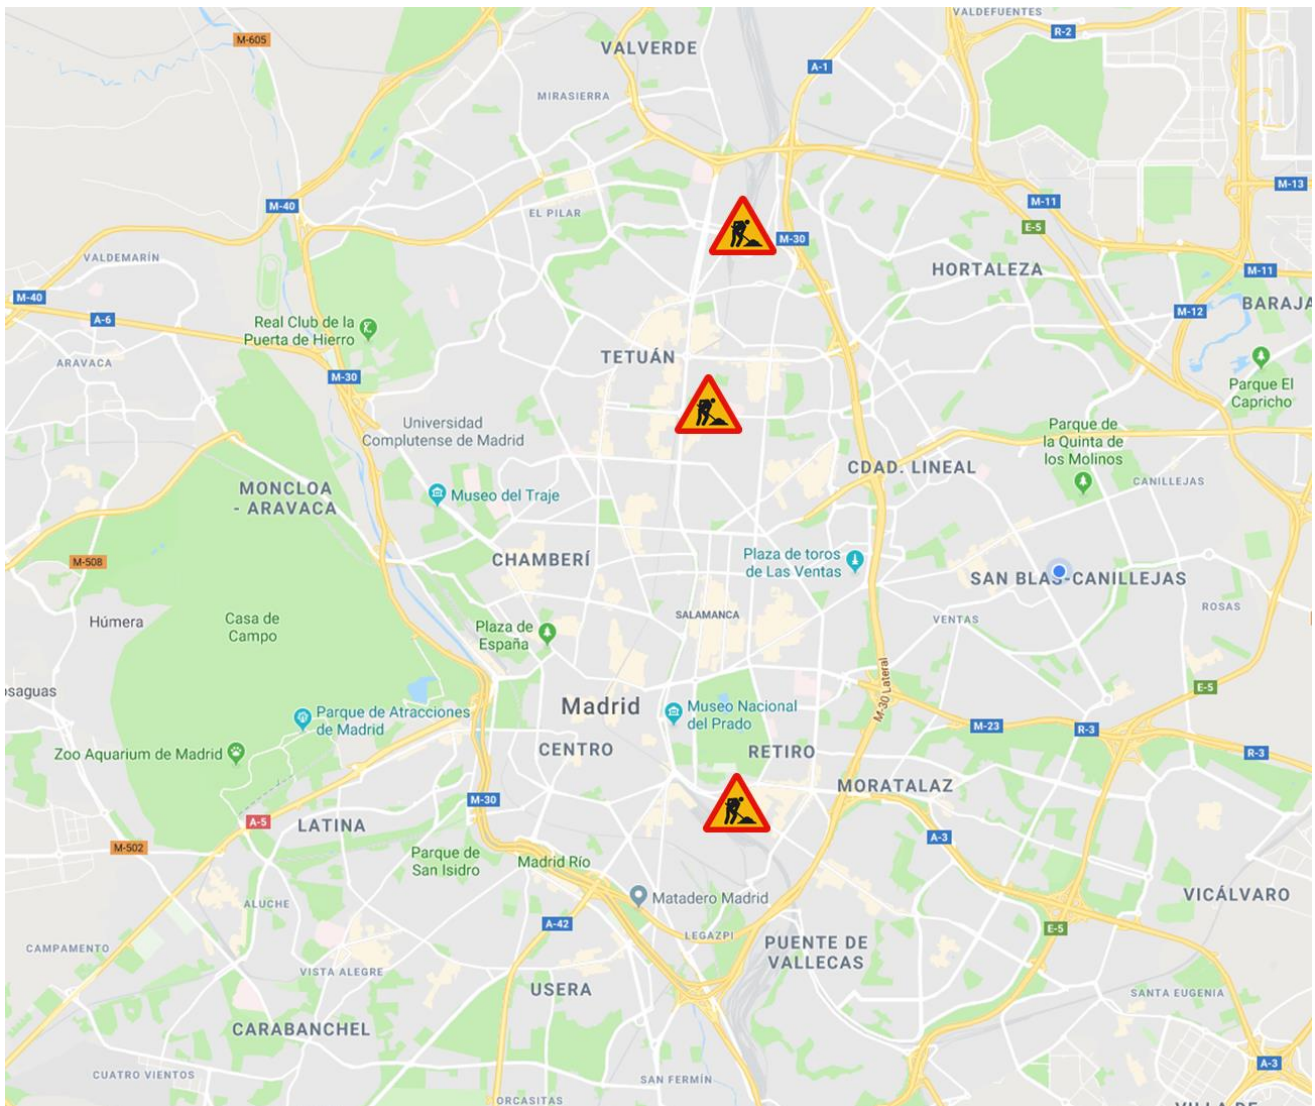 VALDEFUENTES
R-2
M-605
VALVERDE
A-1
MIRASIERRA
M-13
M-40
M-11
EL PILAR
E-5
M-30
VALDEMARÍN
HORTALEZA
M-11
M-40
BARAJA
A-6
M-12
Real Club de la
Puerta de Hierro
TETUÁN
ARAVACA
M-30
Parque El
Capricho
Universidad
Complutense de Madrid
Parque de
la Quinta de
los Molinos
CDAD. LINEAL
CANILLEJAS
MONCLOA
- ARAVACA
Museo del Traje
M-508
CHAMBERÍ
Plaza de toros
de Las Ventas
SAN BLAS-CANILLEJAS
ROSAS
Húmera
Casa de
Campo
SALAMANCA
VENTAS
Plaza de
España
osaguas
M-30 Lateral
E-5
Parque de Atracciones
de Madrid
Madrid
Museo Nacional
del Prado
M-23
R-3
R-3
Zoo Aquarium de Madrid
CENTRO
RETIRO
MORATALAZ
M-30
A-5
LATINA
M-502
A-3
Parque de
San Isidro
Madrid Río
VICÁLVARO
ALUCHE
Matadero Madrid
A-42
LEGAZPI
E-5
CAMPAMENTO
PUENTE DE
VALLECAS
VISTA ALEGRE
USERA
SANTA EUGENIA
CARABANCHEL
A-3
CUATRO VIENTOS
SAN FERMÍN
ORCASITAS
VILLA DE